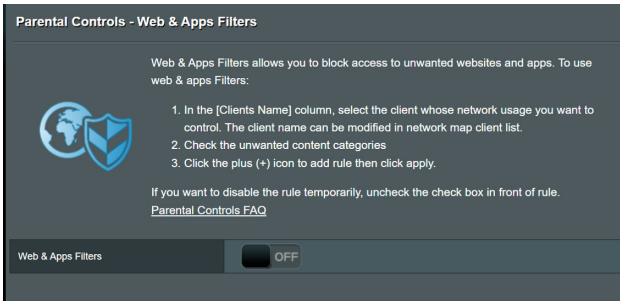 Parental Controls - Web & Apps Filters
Web & Apps Filters allows you to block access to unwanted websites and apps. To use
web & apps Filters:
1. In the [Clients Name] column, select the client whose network usage you want to
control. The client name can be modified in network map client list.
2. Check the unwanted content categories
3. Click the plus (+) icon to add rule then click apply.
If you want to disable the rule temporarily, uncheck the check box in front of rule.
Parental Controls FAQ
Web & Apps Filters
OFF